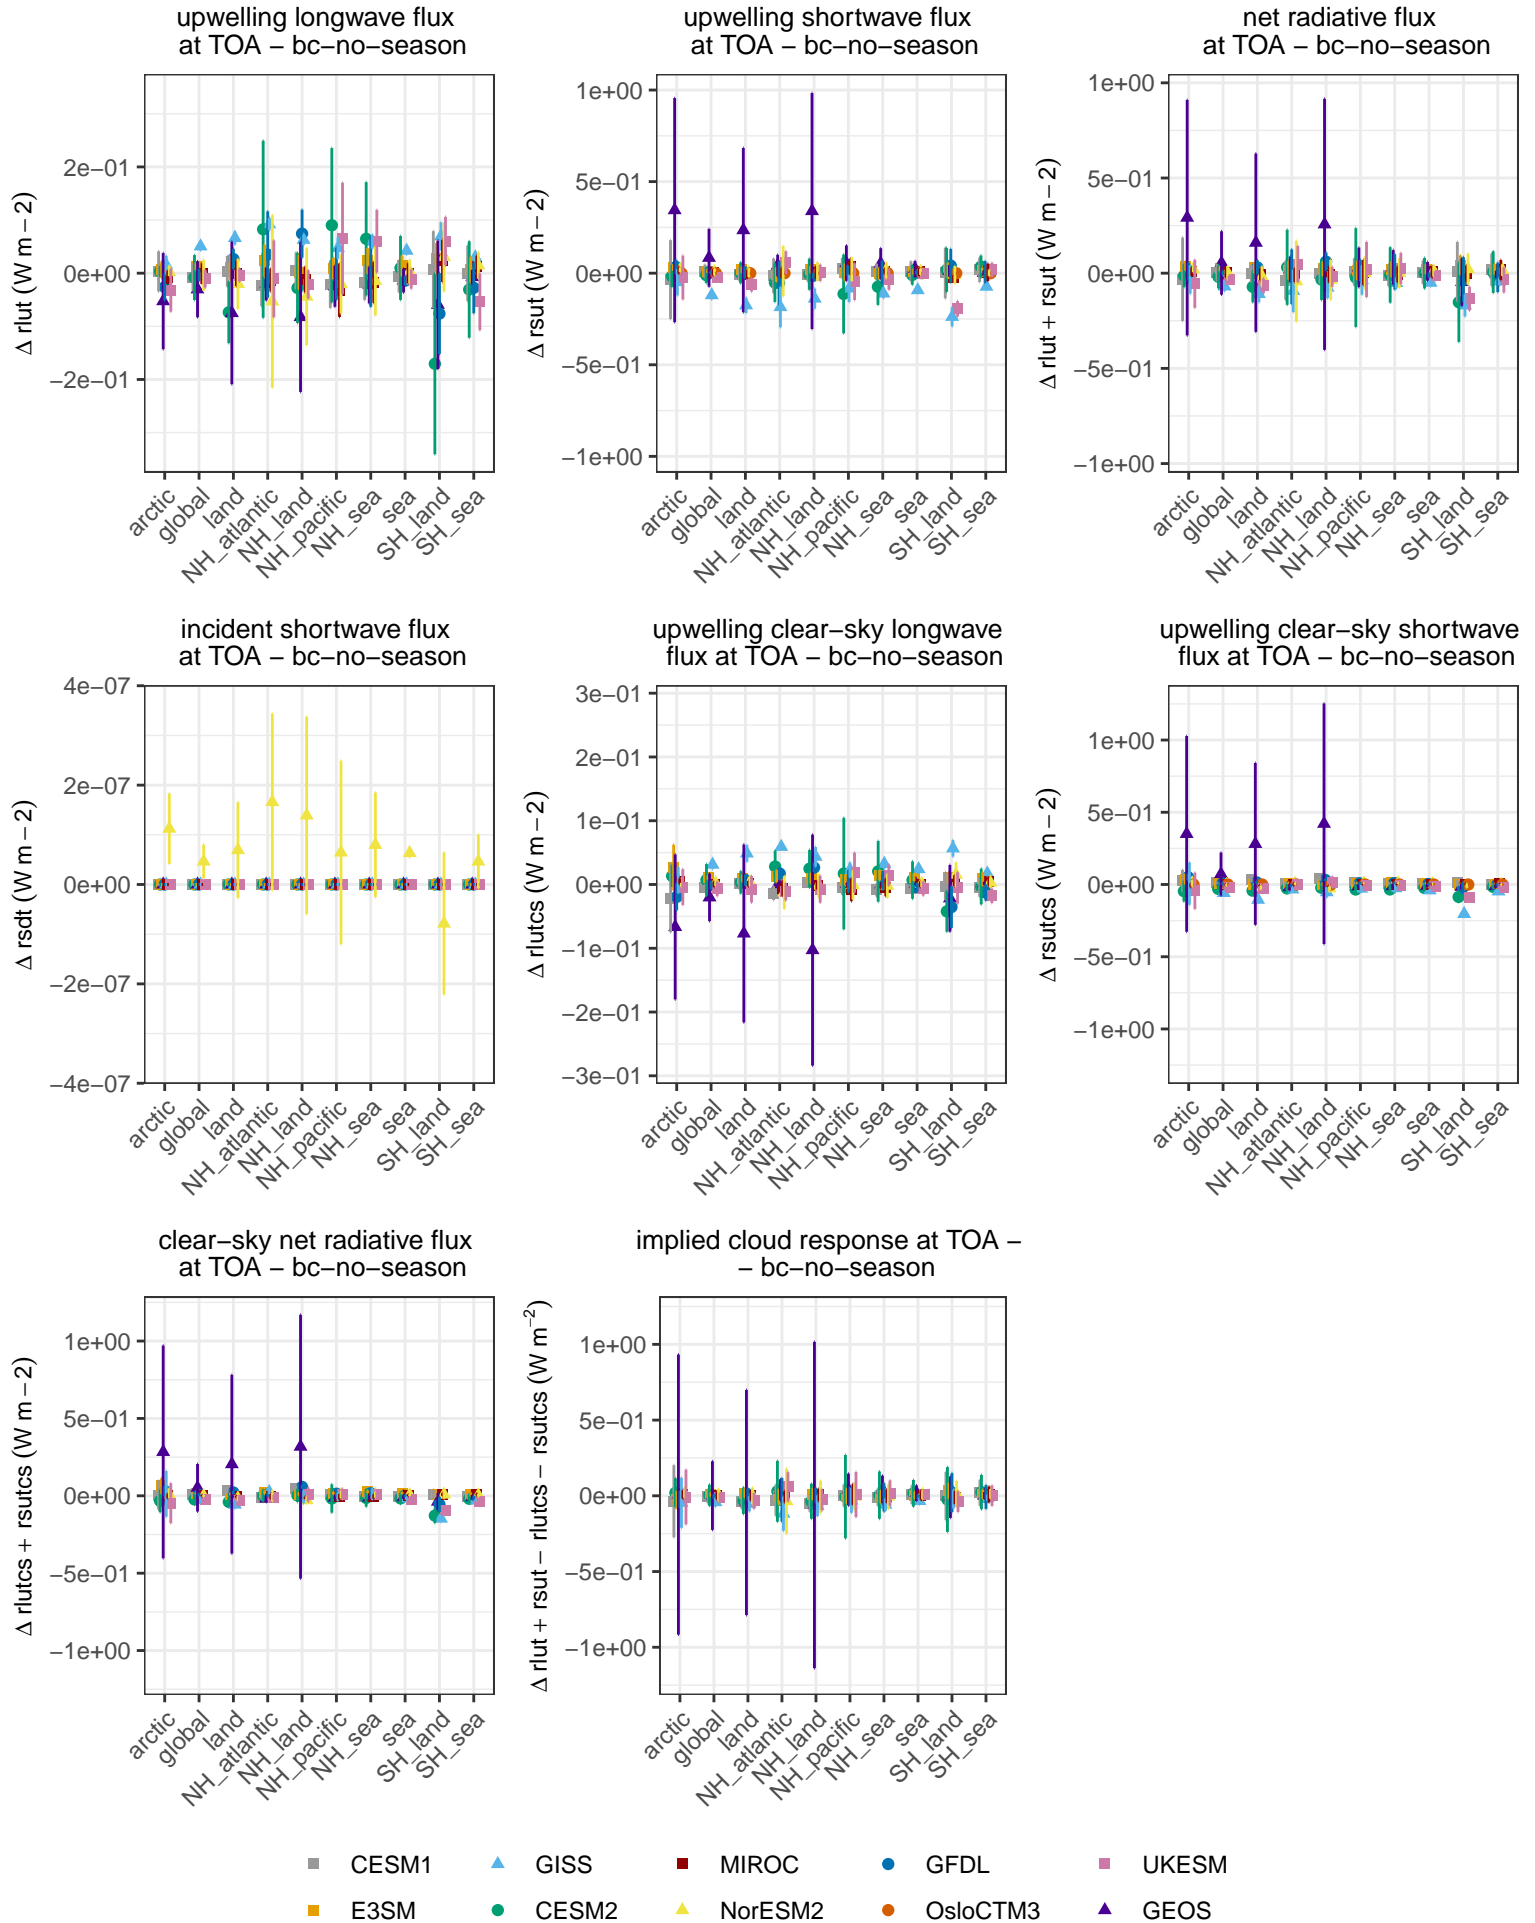 upwelling longwave flux
at TOA − bc−no−season
upwelling shortwave flux
at TOA − bc−no−season
net radiative flux
at TOA − bc−no−season
Δ rlut (W m − 2)
2e−01
0e+00
−2e−01
arctic
global
land
NH_atlantic
NH_land
NH_pacific
NH_sea
sea
SH_land
SH_sea
Δ rsut (W m − 2)
1e+00
5e−01
0e+00
−5e−01
−1e+00
arctic
global
land
NH_atlantic
NH_land
NH_pacific
NH_sea
sea
SH_land
SH_sea
Δ rlut + rsut (W m − 2)
1e+00
5e−01
0e+00
−5e−01
−1e+00
arctic
global
land
NH_atlantic
NH_land
NH_pacific
NH_sea
sea
SH_land
SH_sea
incident shortwave flux
at TOA − bc−no−season
upwelling clear−sky longwave
flux at TOA − bc−no−season
upwelling clear−sky shortwave
flux at TOA − bc−no−season
Δ rsdt (W m − 2)
4e−07
2e−07
0e+00
−2e−07
−4e−07
arctic
global
land
NH_atlantic
NH_land
NH_pacific
NH_sea
sea
SH_land
SH_sea
Δ rlutcs (W m − 2)
3e−01
2e−01
1e−01
0e+00
−1e−01
−2e−01
−3e−01
arctic
global
land
NH_atlantic
NH_land
NH_pacific
NH_sea
sea
SH_land
SH_sea
Δ rsutcs (W m − 2)
1e+00
5e−01
0e+00
−5e−01
−1e+00
arctic
global
land
NH_atlantic
NH_land
NH_pacific
NH_sea
sea
SH_land
SH_sea
clear−sky net radiative flux
at TOA − bc−no−season
implied cloud response at TOA −
− bc−no−season
Δ rlutcs + rsutcs (W m − 2)
1e+00
5e−01
0e+00
−5e−01
−1e+00
arctic
global
land
NH_atlantic
NH_land
NH_pacific
NH_sea
sea
SH_land
SH_sea
Δ rlut + rsut − rlutcs − rsutcs (W m⁻²)
1e+00
5e−01
0e+00
−5e−01
−1e+00
arctic
global
land
NH_atlantic
NH_land
NH_pacific
NH_sea
sea
SH_land
SH_sea
CESM1 GISS MIROC GFDL UKESM
E3SM CESM2 NorESM2 OsloCTM3 GEOS